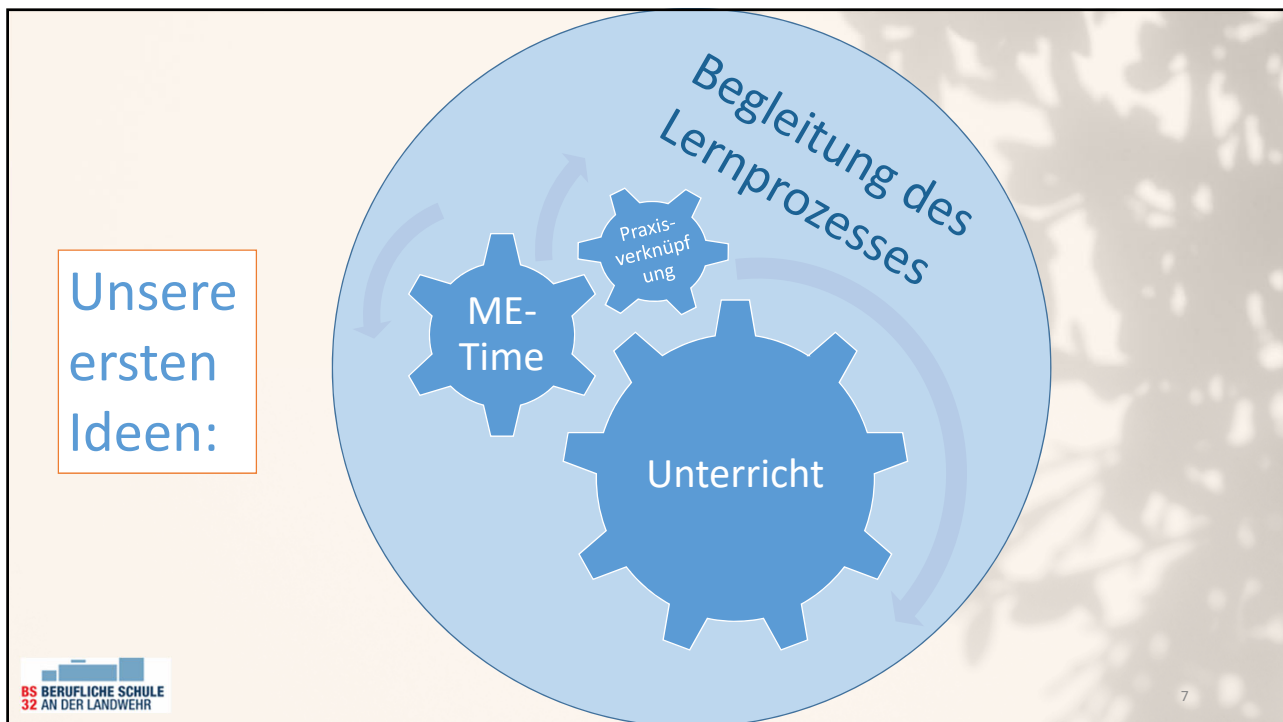 Unsere
ersten
Ideen:
Begleitung des
Lernprozesses
Praxis-
verknüpf
ung
ME-
Time
Unterricht
BS BERUFLICHE SCHULE
32 AN DER LANDWEHR
7